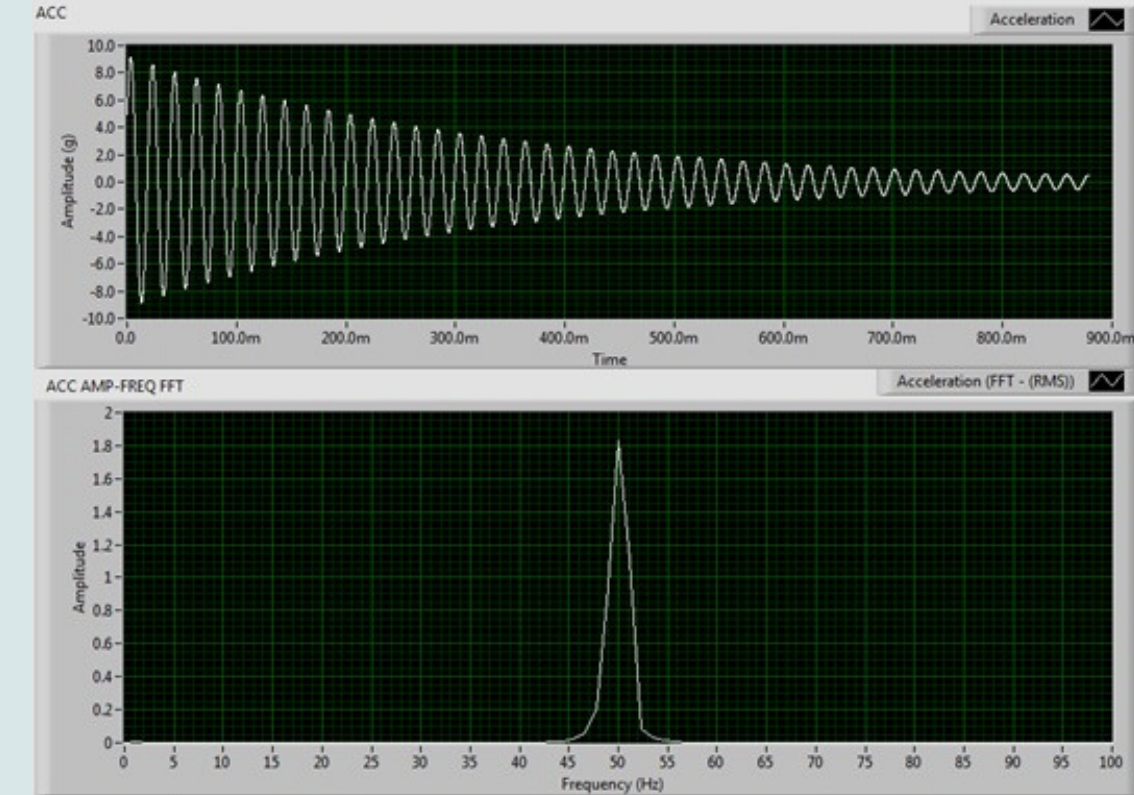 ACC
Acceleration
10.0
8.0
6.0
4.0
2.0
0.0
-2.0
-4.0
-6.0
-8.0
-10.0
Amplitude (g)
0.0 100.0m 200.0m 300.0m 400.0m 500.0m 600.0m 700.0m 800.0m 900.0m
Time
ACC AMP-FREQ FFT
Acceleration (FFT - (RMS))
2
1.8
1.6
1.4
1.2
1
0.8
0.6
0.4
0.2
0
Amplitude
0 5 10 15 20 25 30 35 40 45 50 55 60 65 70 75 80 85 90 95 100
Frequency (Hz)